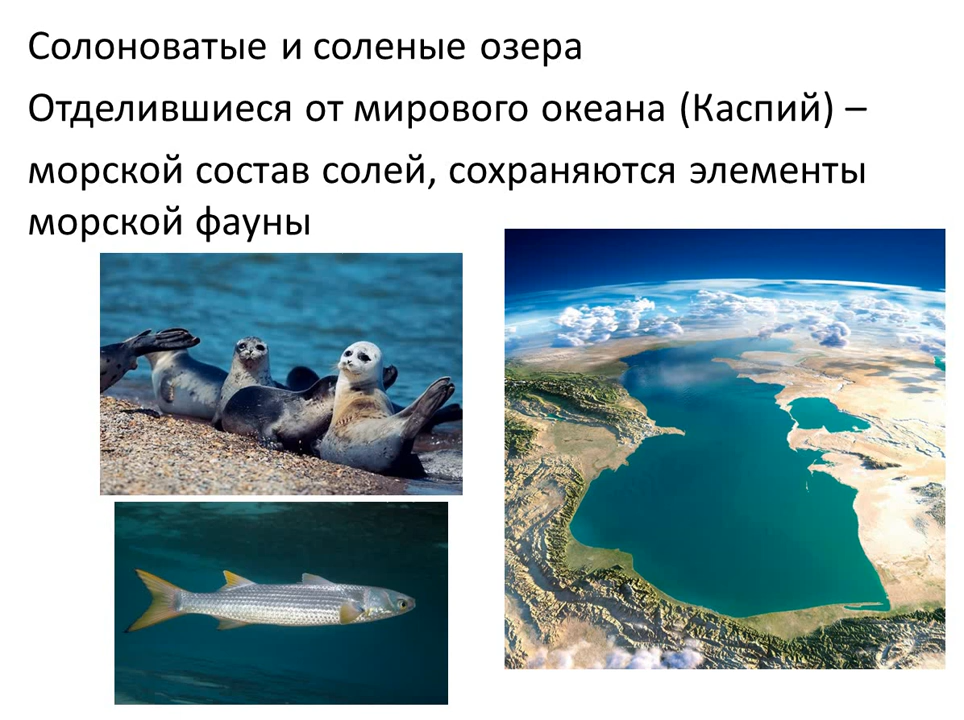 Солоноватые и соленые озера
Отделившиеся от мирового океана (Каспий) –
морской состав солей, сохраняются элементы
морской фауны